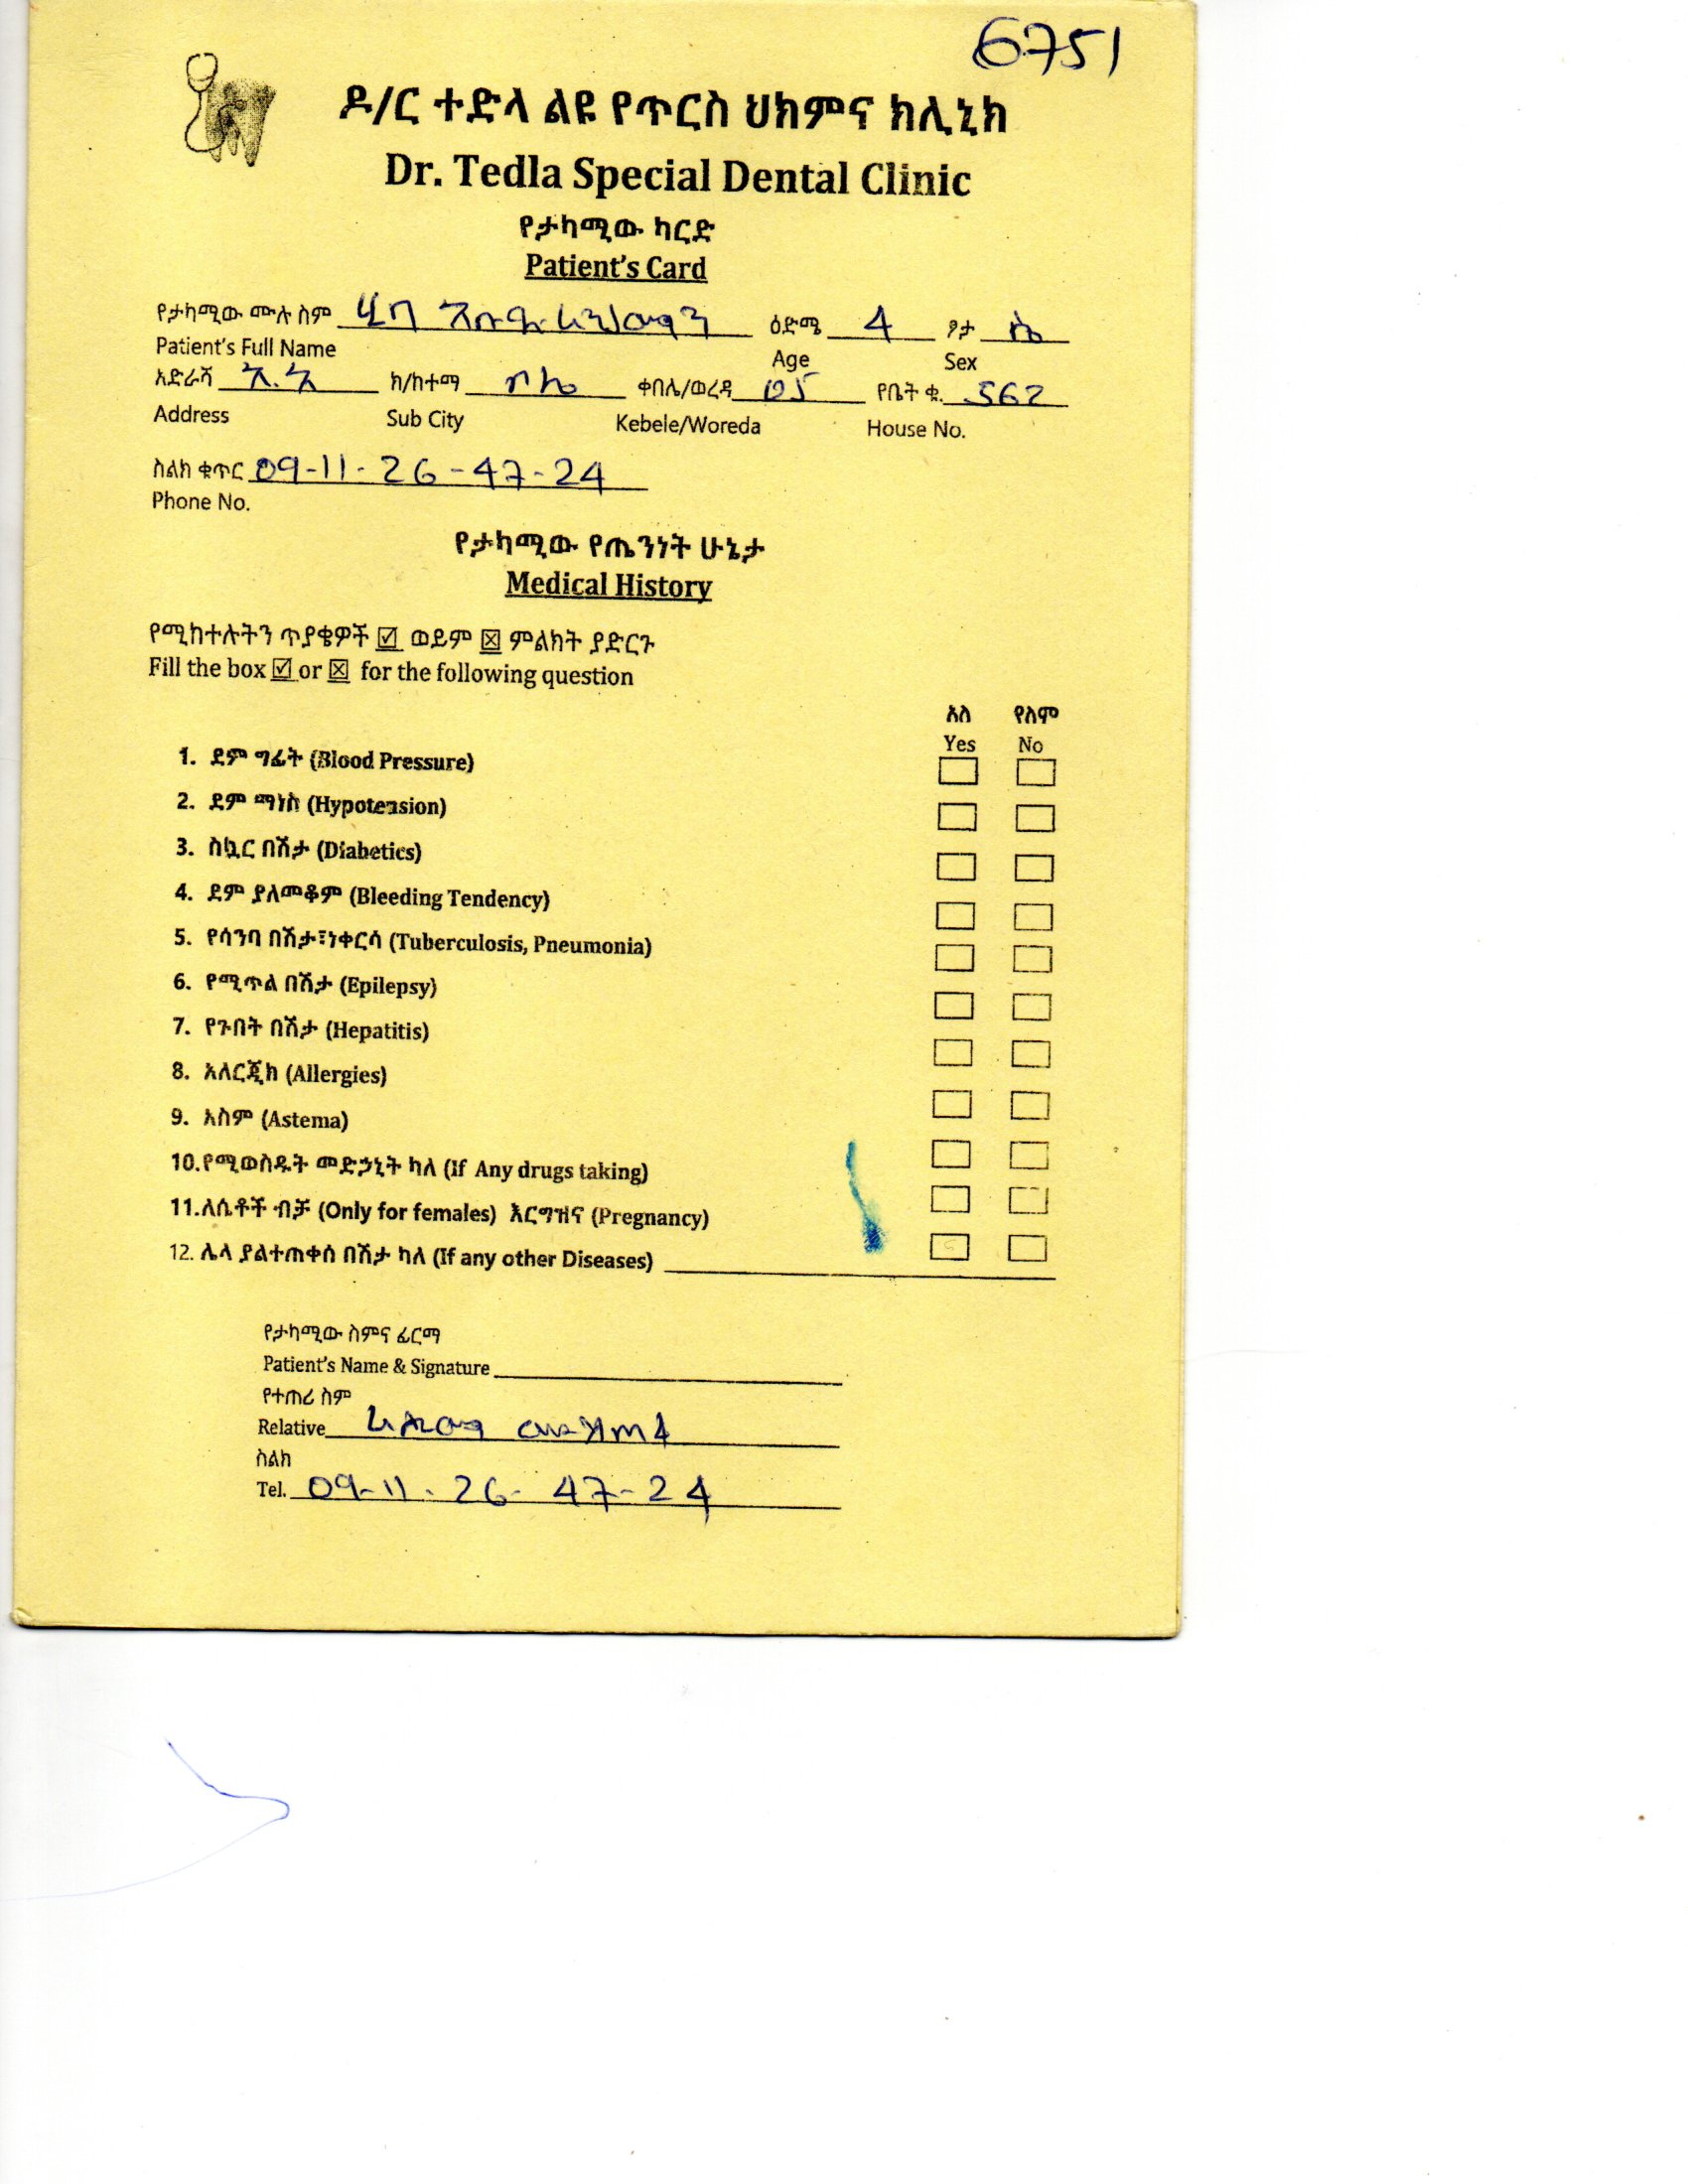 6751
ዶ/ር ተድላ ልዩ የጥርስ ህክምና ክሊኒክ
Dr. Tedla Special Dental Clinic
የታካሚው ካርድ
Patient's Card
የታካሚው ሙሉ ስም ሂባ ዕድሜ 4 ፆታ ሴ
Patient's Full Name Age Sex
አድራሻ አ.አ ክ/ከተማ ቦሌ ቀበሌ/ወረዳ 05 የቤት ቁ. 562
Address Sub City Kebele/Woreda House No.
ስልክ ቁጥር 09-11-26-47-24
Phone No.
የታካሚው የጤንነት ሁኔታ
Medical History
የሚከተሉትን ጥያቄዎች ☑ ወይም ☒ ምልክት ያድርጉ
Fill the box ☑ or ☒ for the following question
አለ የለም
Yes No
1. ደም ግፊት (Blood Pressure)
2. ደም ማነስ (Hypotension)
3. ስኳር በሽታ (Diabetics)
4. ደም ያለመቆም (Bleeding Tendency)
5. የሳንባ በሽታ፣ነቀርሳ (Tuberculosis, Pneumonia)
6. የሚጥል በሽታ (Epilepsy)
7. የጉበት በሽታ (Hepatitis)
8. አለርጂክ (Allergies)
9. አስም (Astema)
10.የሚወስዱት መድኃኒት ካለ (If Any drugs taking)
11.ለሴቶች ብቻ (Only for females) እርግዝና (Pregnancy)
12. ሌላ ያልተጠቀሰ በሽታ ካለ (If any other Diseases)
የታካሚው ስምና ፊርማ
Patient's Name & Signature
የተጠሪ ስም
Relative
ስልክ
Tel. 09-11-26-47-24